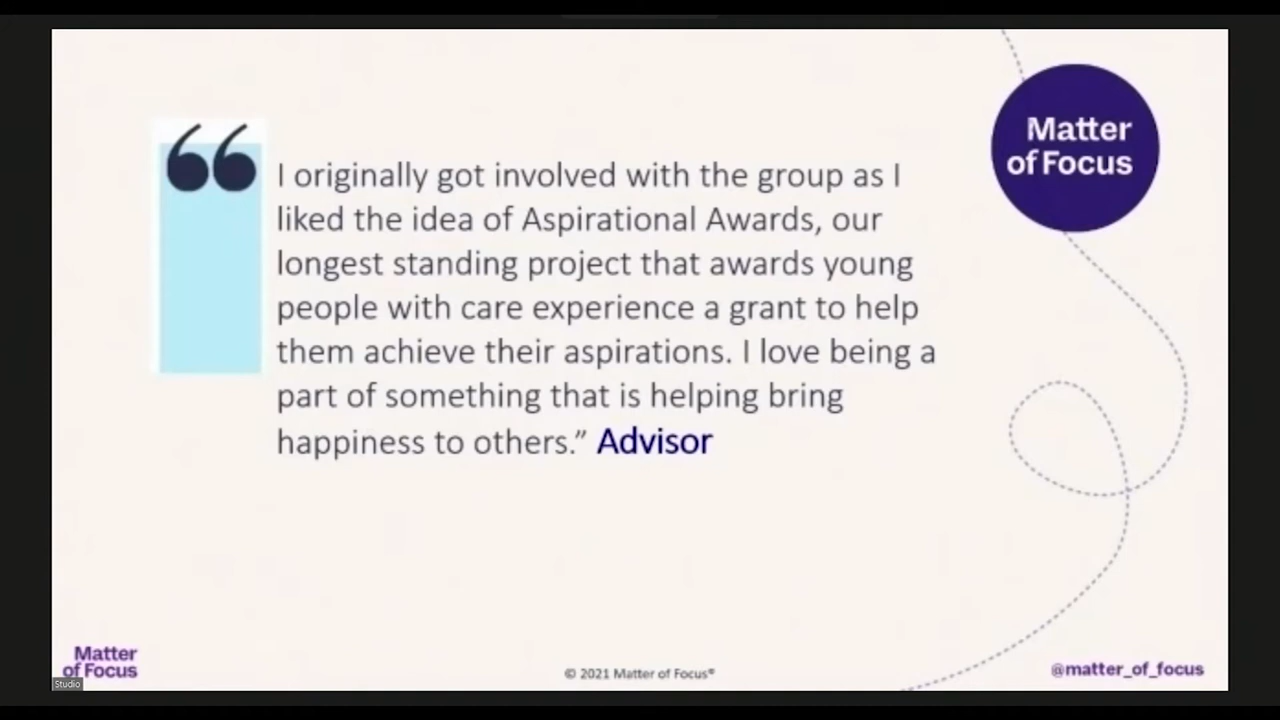 Matter
of Focus
“
I originally got involved with the group as I
liked the idea of Aspirational Awards, our
longest standing project that awards young
people with care experience a grant to help
them achieve their aspirations. I love being a
part of something that is helping bring
happiness to others.” Advisor
Matter
of Focus
Studio
© 2021 Matter of Focus®
@matter_of_focus